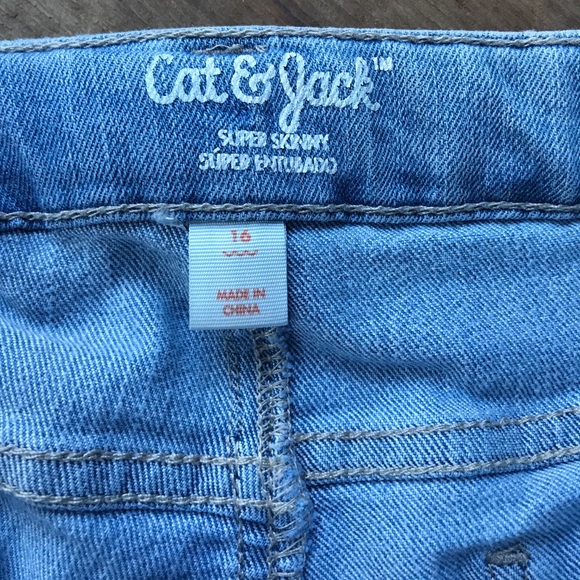 Cat & Jack™
SUPER SKINNY
SÚPER ENTUBADO
16
MADE IN
CHINA